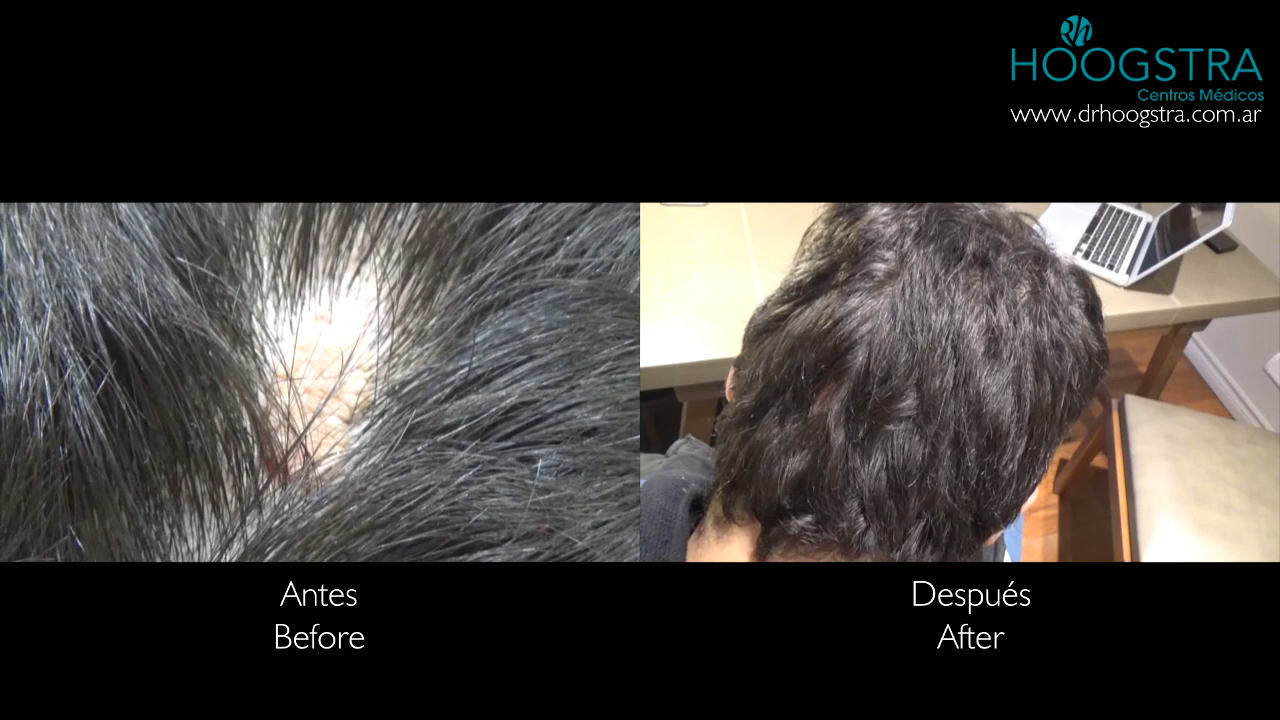 Rh
HOOGSTRA
Centros Médicos
www.drhoogstra.com.ar
Antes
Before
Después
After